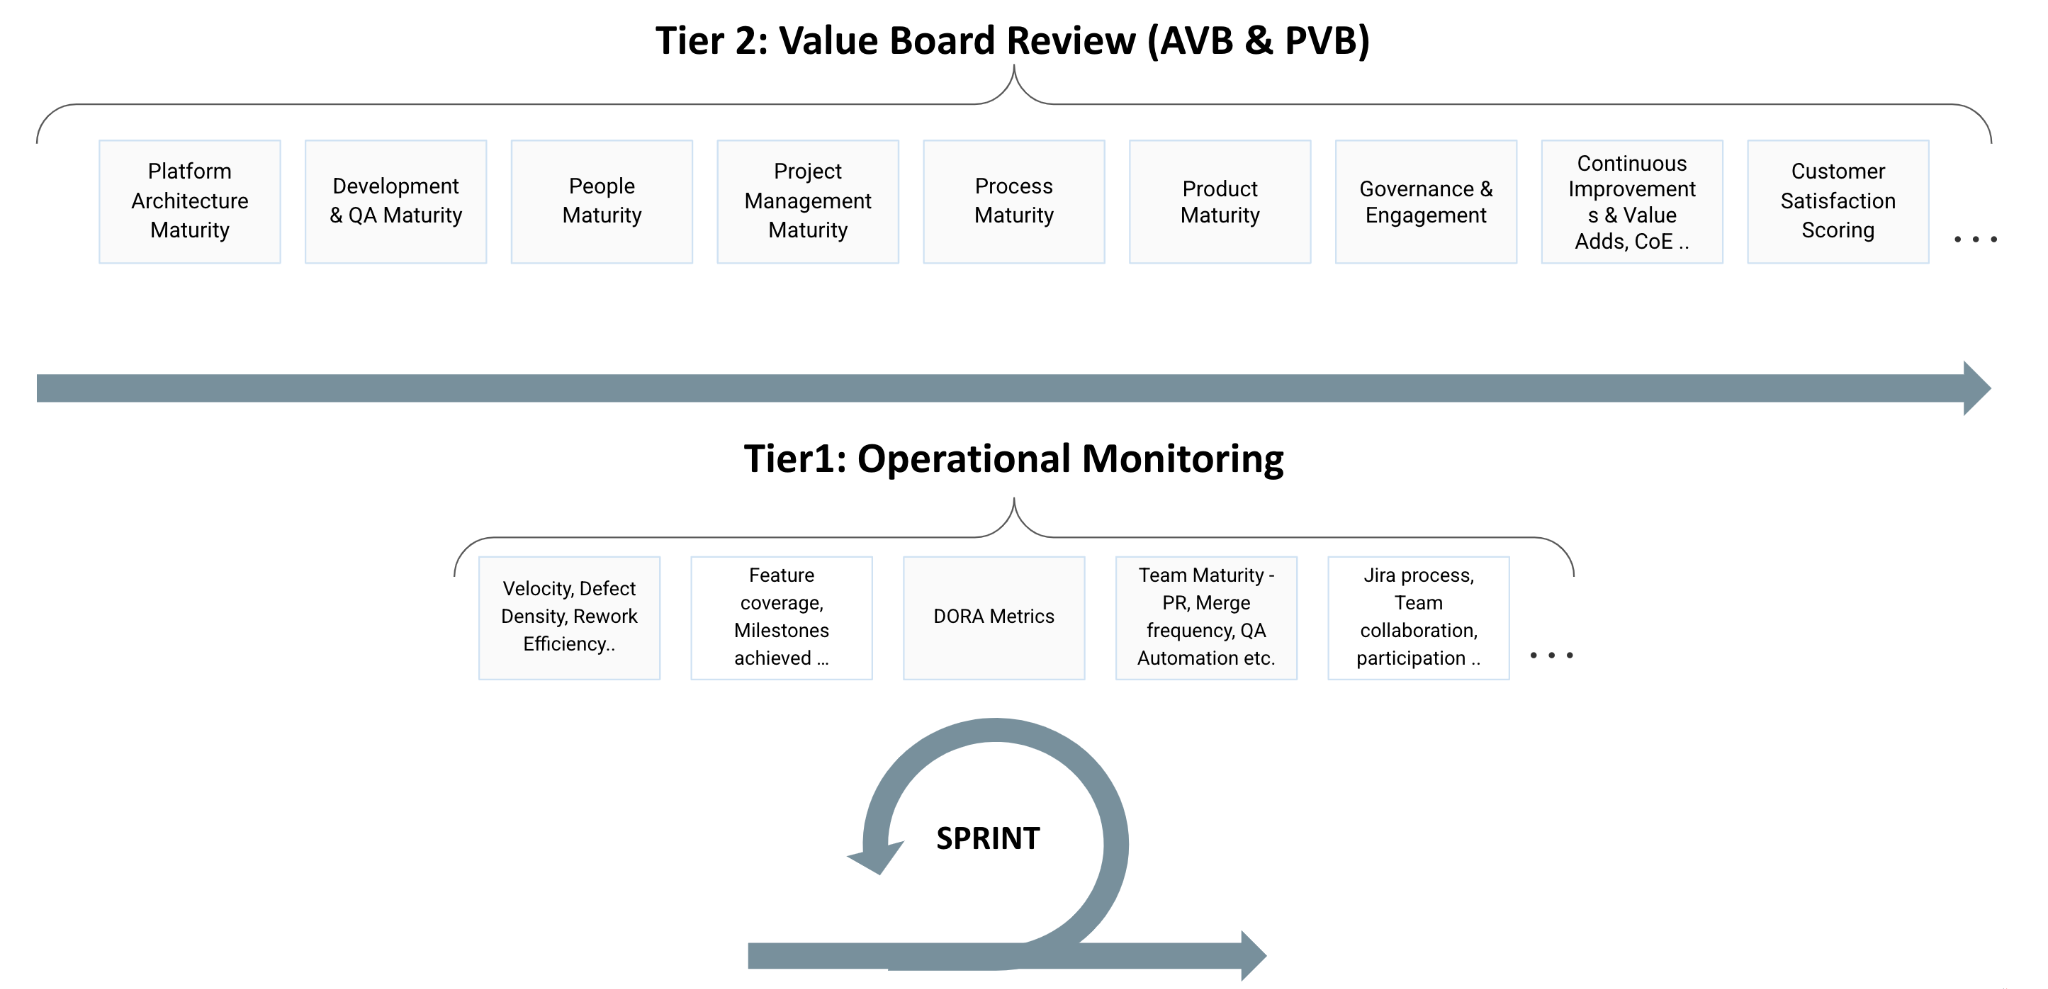 Tier 2: Value Board Review (AVB & PVB)
Platform
Architecture
Maturity
Development
& QA Maturity
People
Maturity
Project
Management
Maturity
Process
Maturity
Product
Maturity
Governance &
Engagement
Continuous
Improvement
s & Value
Adds, CoE ..
Customer
Satisfaction
Scoring
...
Tier1: Operational Monitoring
Velocity, Defect
Density, Rework
Efficiency..
Feature
coverage,
Milestones
achieved ...
DORA Metrics
Team Maturity -
PR, Merge
frequency, QA
Automation etc.
Jira process,
Team
collaboration,
participation ..
...
SPRINT